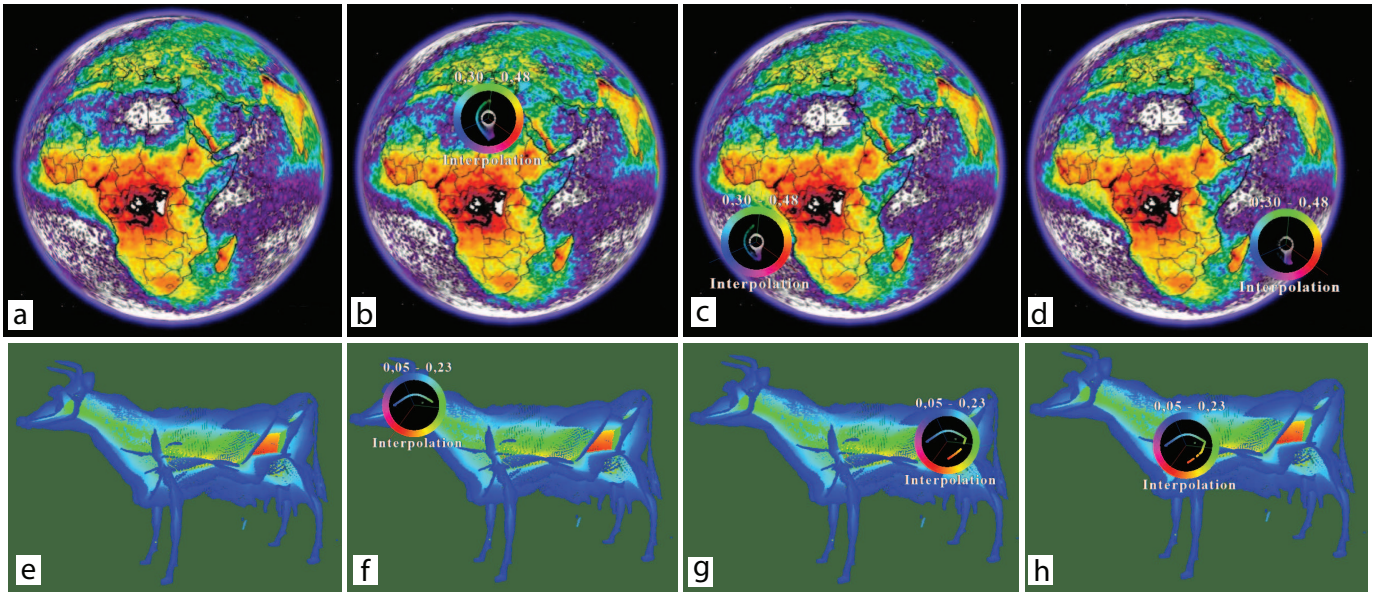 0,30 - 0,48
Interpolation
0,30 - 0,48
Interpolation
0,30 - 0,48
Interpolation
a
b
c
d
0,05 - 0,23
Interpolation
0,05 - 0,23
Interpolation
0,05 - 0,23
Interpolation
e
f
g
h